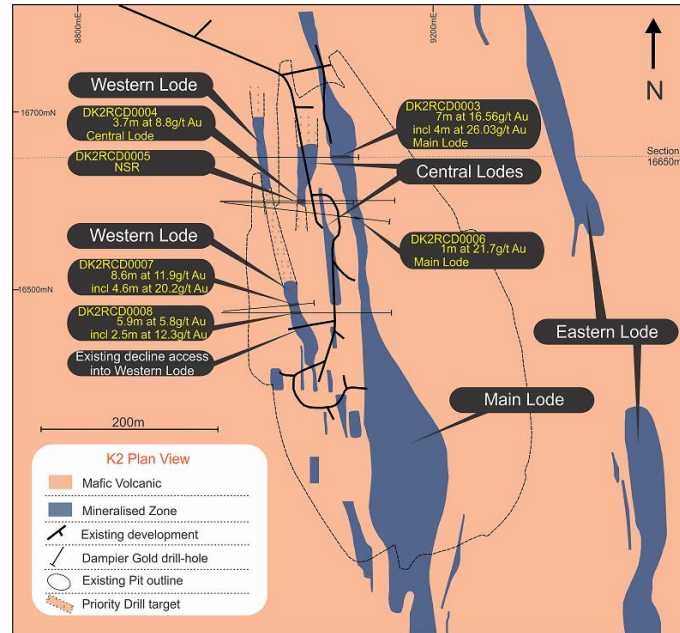 8800mE
9200mE
N
16700mN
Western Lode
DK2RCD0004
3.7m at 8.8g/t Au
Central Lode
DK2RCD0005
NSR
DK2RCD0003
7m at 16.56g/t Au
incl 4m at 26.03g/t Au
Main Lode
Section
16650mN
Central Lodes
DK2RCD0006
1m at 21.7g/t Au
Main Lode
Western Lode
16500mN
DK2RCD0007
8.6m at 11.9g/t Au
incl 4.6m at 20.2g/t Au
DK2RCD0008
5.9m at 5.8g/t Au
incl 2.5m at 12.3g/t Au
Existing decline access
into Western Lode
Eastern Lode
Main Lode
200m
K2 Plan View
Mafic Volcanic
Mineralised Zone
Existing development
Dampier Gold drill-hole
Existing Pit outline
Priority Drill target